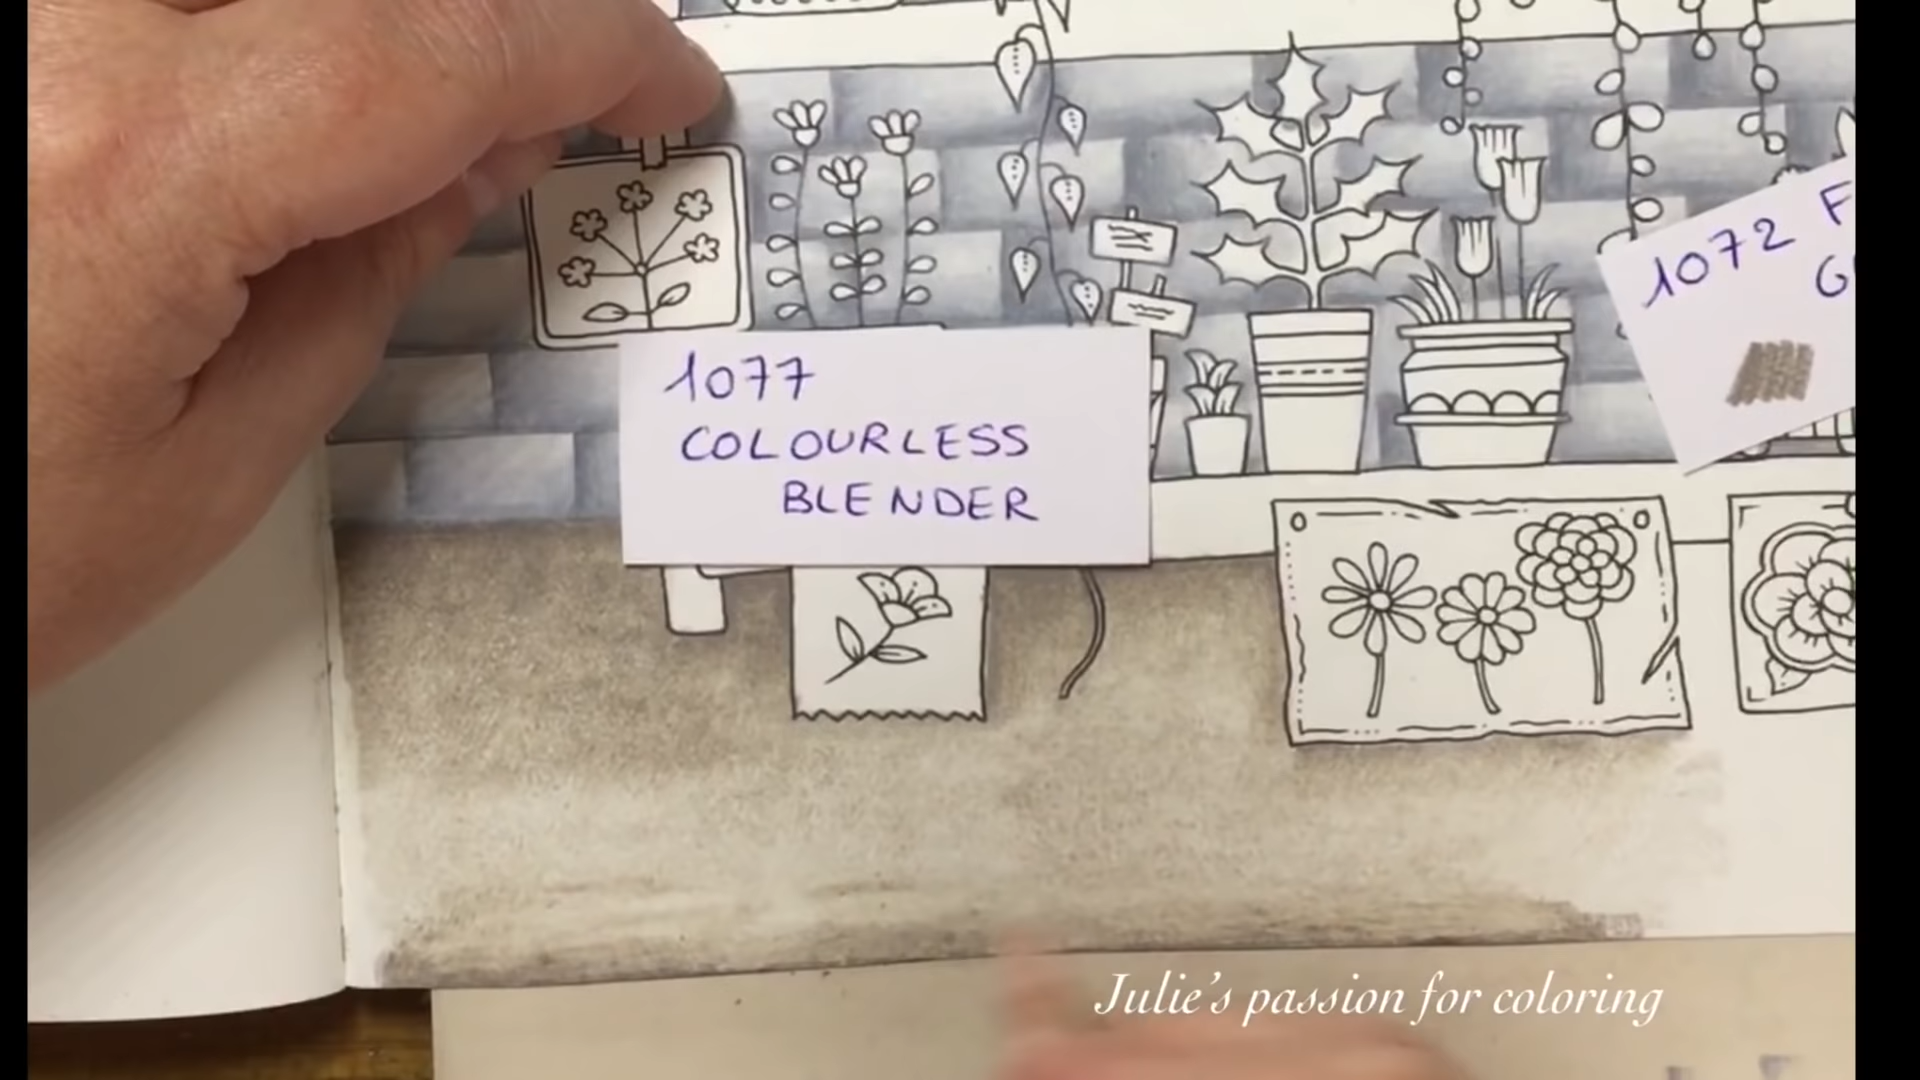 1077
COLOURLESS
BLENDER
1072 F
G
Julie's passion for coloring